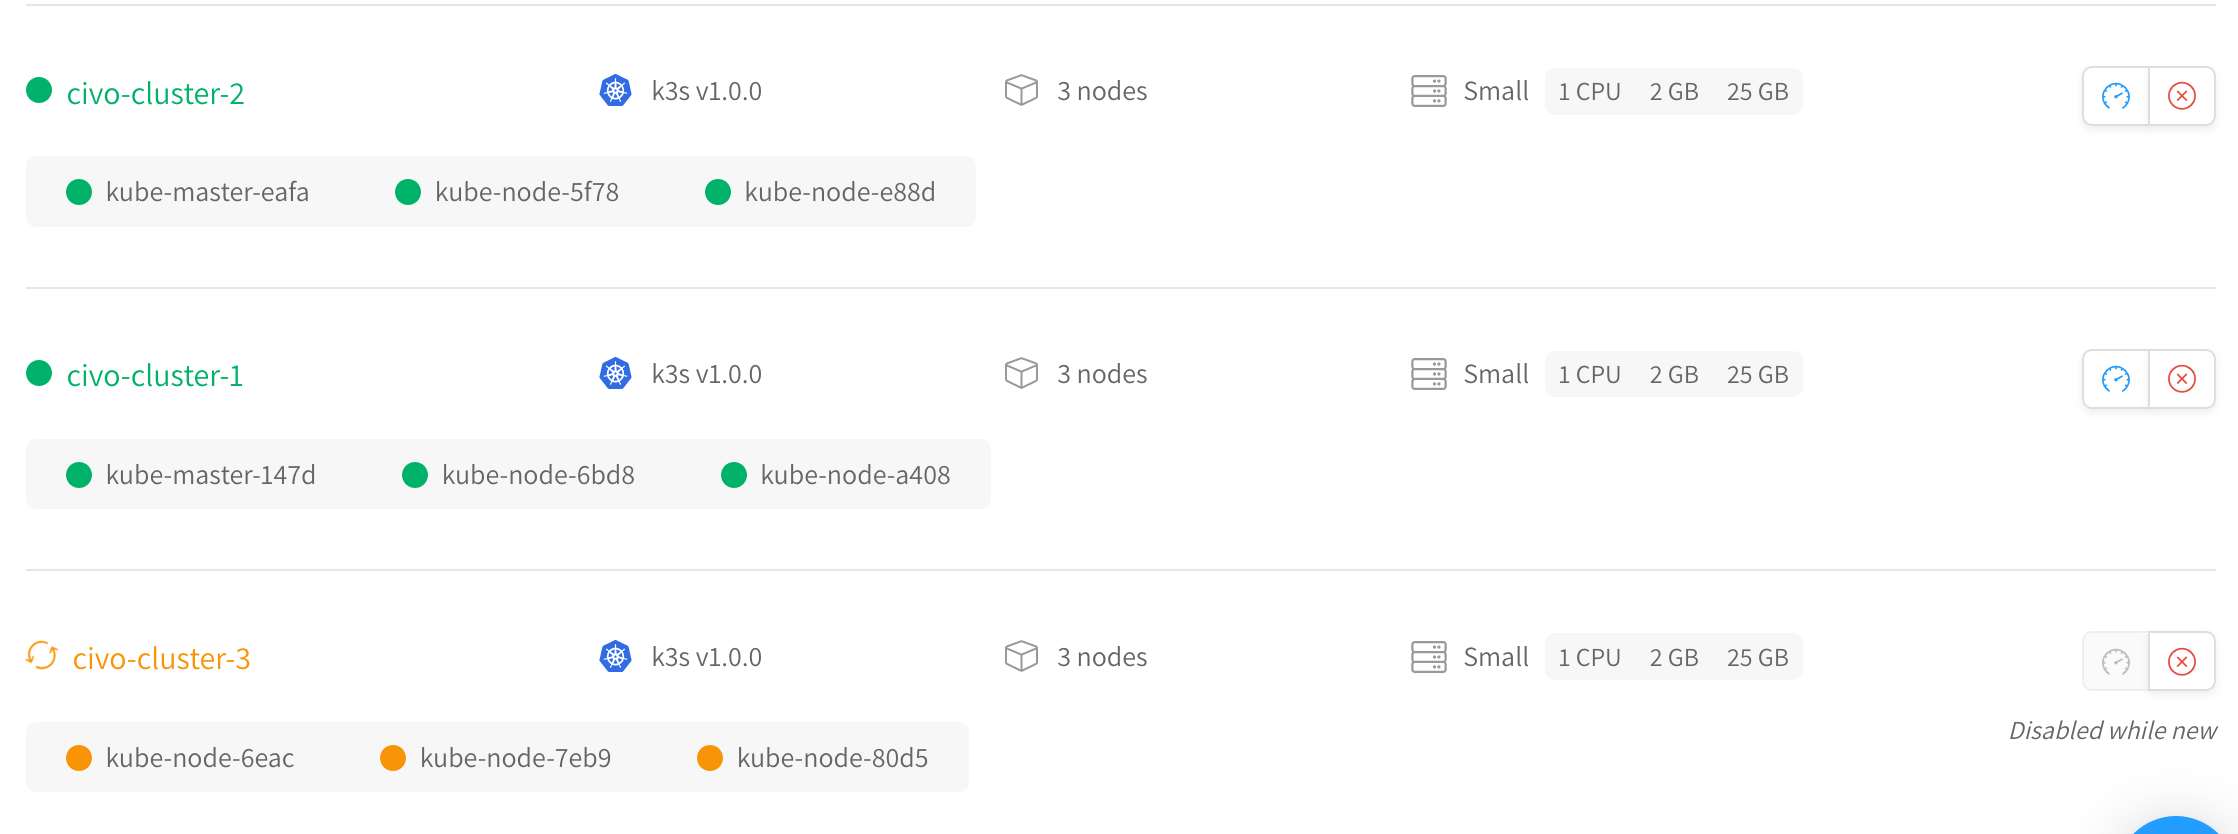 civo-cluster-2 k3s v1.0.0 3 nodes Small 1 CPU 2 GB 25 GB
kube-master-eafa kube-node-5f78 kube-node-e88d
civo-cluster-1 k3s v1.0.0 3 nodes Small 1 CPU 2 GB 25 GB
kube-master-147d kube-node-6bd8 kube-node-a408
civo-cluster-3 k3s v1.0.0 3 nodes Small 1 CPU 2 GB 25 GB
Disabled while new
kube-node-6eac kube-node-7eb9 kube-node-80d5